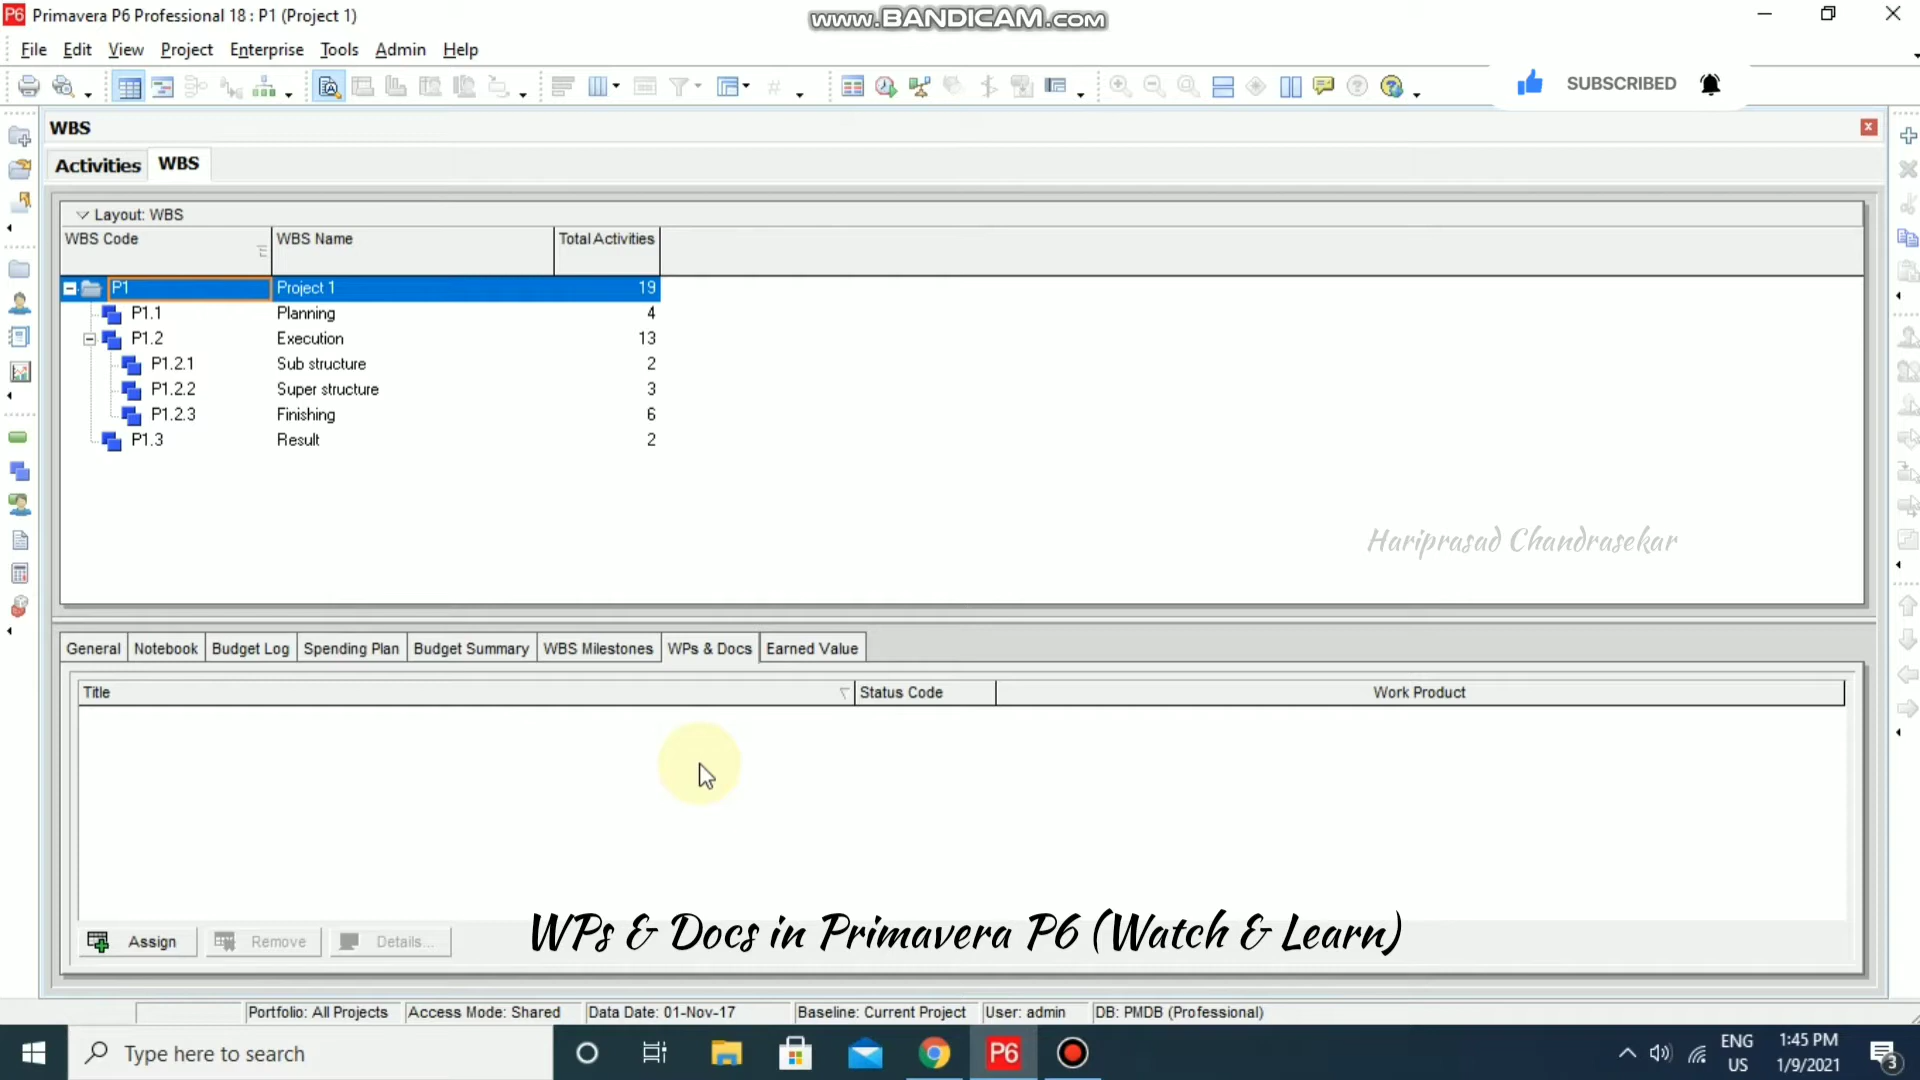 P6 Primavera P6 Professional 18 : P1 (Project 1)
www.BANDICAM.com
File Edit View Project Enterprise Tools Admin Help
SUBSCRIBED
WBS
Activities WBS
Layout: WBS
WBS Code WBS Name Total Activities
P1 Project 1 19
P1.1 Planning 4
P1.2 Execution 13
P1.2.1 Sub structure 2
P1.2.2 Super structure 3
P1.2.3 Finishing 6
P1.3 Result 2
Hariprasad Chandrasekar
General Notebook Budget Log Spending Plan Budget Summary WBS Milestones WPs & Docs Earned Value
Title Status Code Work Product
Assign Remove Details...
WPs & Docs in Primavera P6 (Watch & Learn)
Portfolio: All Projects Access Mode: Shared Data Date: 01-Nov-17 Baseline: Current Project User: admin DB: PMDB (Professional)
Type here to search
P6
ENG
US
1:45 PM
1/9/2021
3